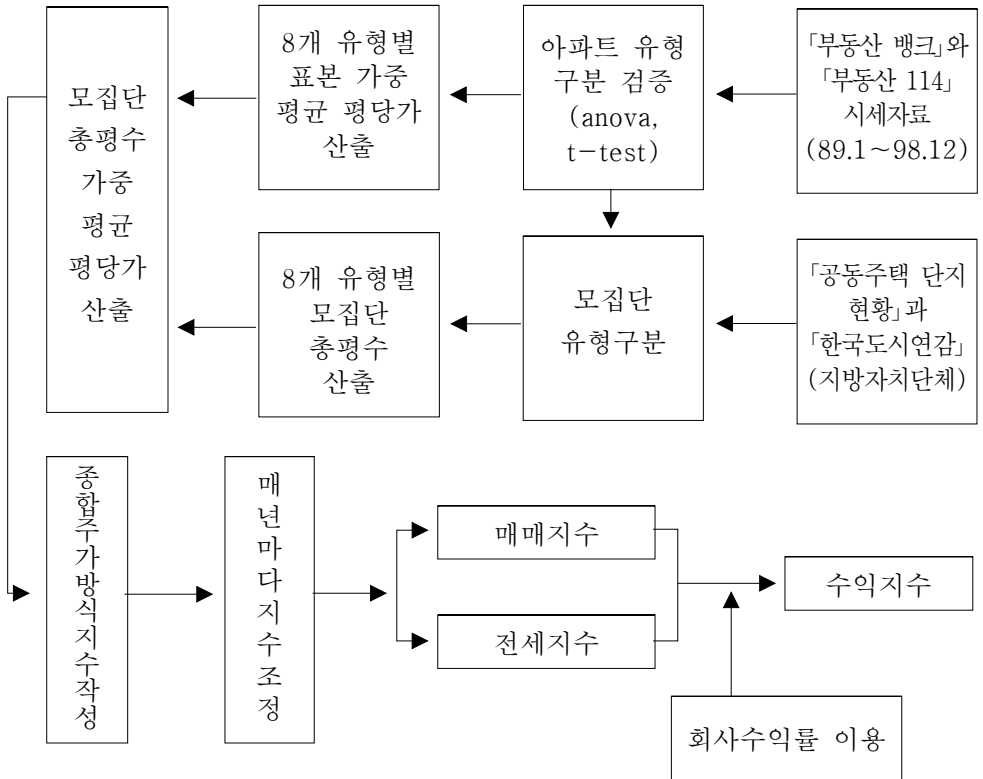 「부동산 뱅크」와
「부동산 114」
시세자료
(89.1～98.12)
아파트 유형
구분 검증
(anova,
t-test)
8개 유형별
표본 가중
평균 평당가
산출
모집단
총평수
가중
평균
평당가
산출
「공동주택 단지
현황」과
「한국도시연감」
(지방자치단체)
모집단
유형구분
8개 유형별
모집단
총평수
산출
종합주가방식지수작성
매년마다지수조정
매매지수
전세지수
수익지수
회사수익률 이용